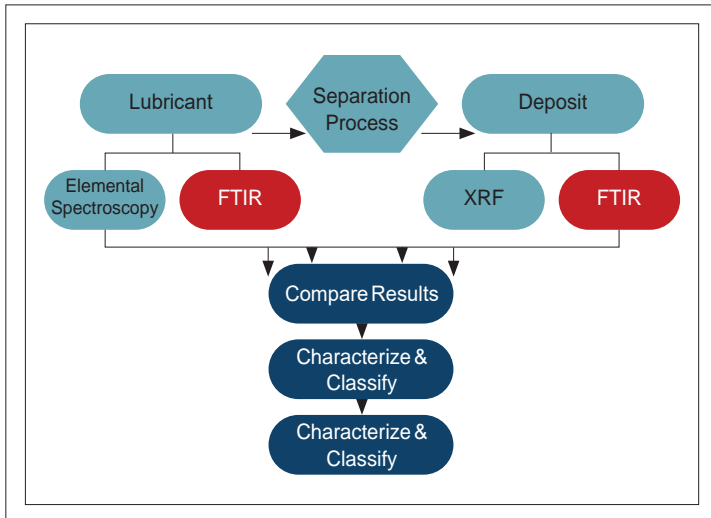 Lubricant
Separation
Process
Deposit
Elemental
Spectroscopy
FTIR
XRF
FTIR
Compare Results
Characterize &
Classify
Characterize &
Classify